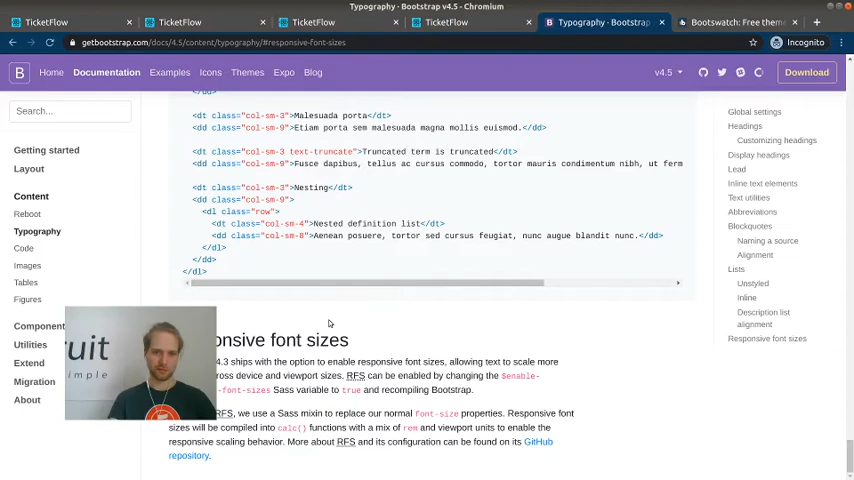 Typography - Bootstrap v4.5 - Chromium
TicketFlow
TicketFlow
TicketFlow
TicketFlow
Typography · Bootstrap
Bootswatch: Free them
getbootstrap.com/docs/4.5/content/typography/#responsive-font-sizes
Incognito
B
Home
Documentation
Examples
Icons
Themes
Expo
Blog
v4.5
Download
Search...
Getting started
Layout
Content
Reboot
Typography
Code
Images
Tables
Figures
Component
Utilities
Extend
Migration
About
</dd>
<dt class="col-sm-3">Malesuada porta</dt>
<dd class="col-sm-9">Etiam porta sem malesuada magna mollis euismod.</dd>
<dt class="col-sm-3 text-truncate">Truncated term is truncated</dt>
<dd class="col-sm-9">Fusce dapibus, tellus ac cursus commodo, tortor mauris condimentum nibh, ut ferm
<dt class="col-sm-3">Nesting</dt>
<dd class="col-sm-9">
<dl class="row">
<dt class="col-sm-4">Nested definition list</dt>
<dd class="col-sm-8">Aenean posuere, tortor sed cursus feugiat, nunc augue blandit nunc.</dd>
</dl>
</dd>
</dl>
onsive font sizes
4.3 ships with the option to enable responsive font sizes, allowing text to scale more
cross device and viewport sizes. RFS can be enabled by changing the $enable-
-font-sizes Sass variable to true and recompiling Bootstrap.
RFS, we use a Sass mixin to replace our normal font-size properties. Responsive font
sizes will be compiled into calc() functions with a mix of rem and viewport units to enable the
responsive scaling behavior. More about RFS and its configuration can be found on its GitHub
repository.
ruit
simple
Global settings
Headings
Customizing headings
Display headings
Lead
Inline text elements
Text utilities
Abbreviations
Blockquotes
Naming a source
Alignment
Lists
Unstyled
Inline
Description list
alignment
Responsive font sizes